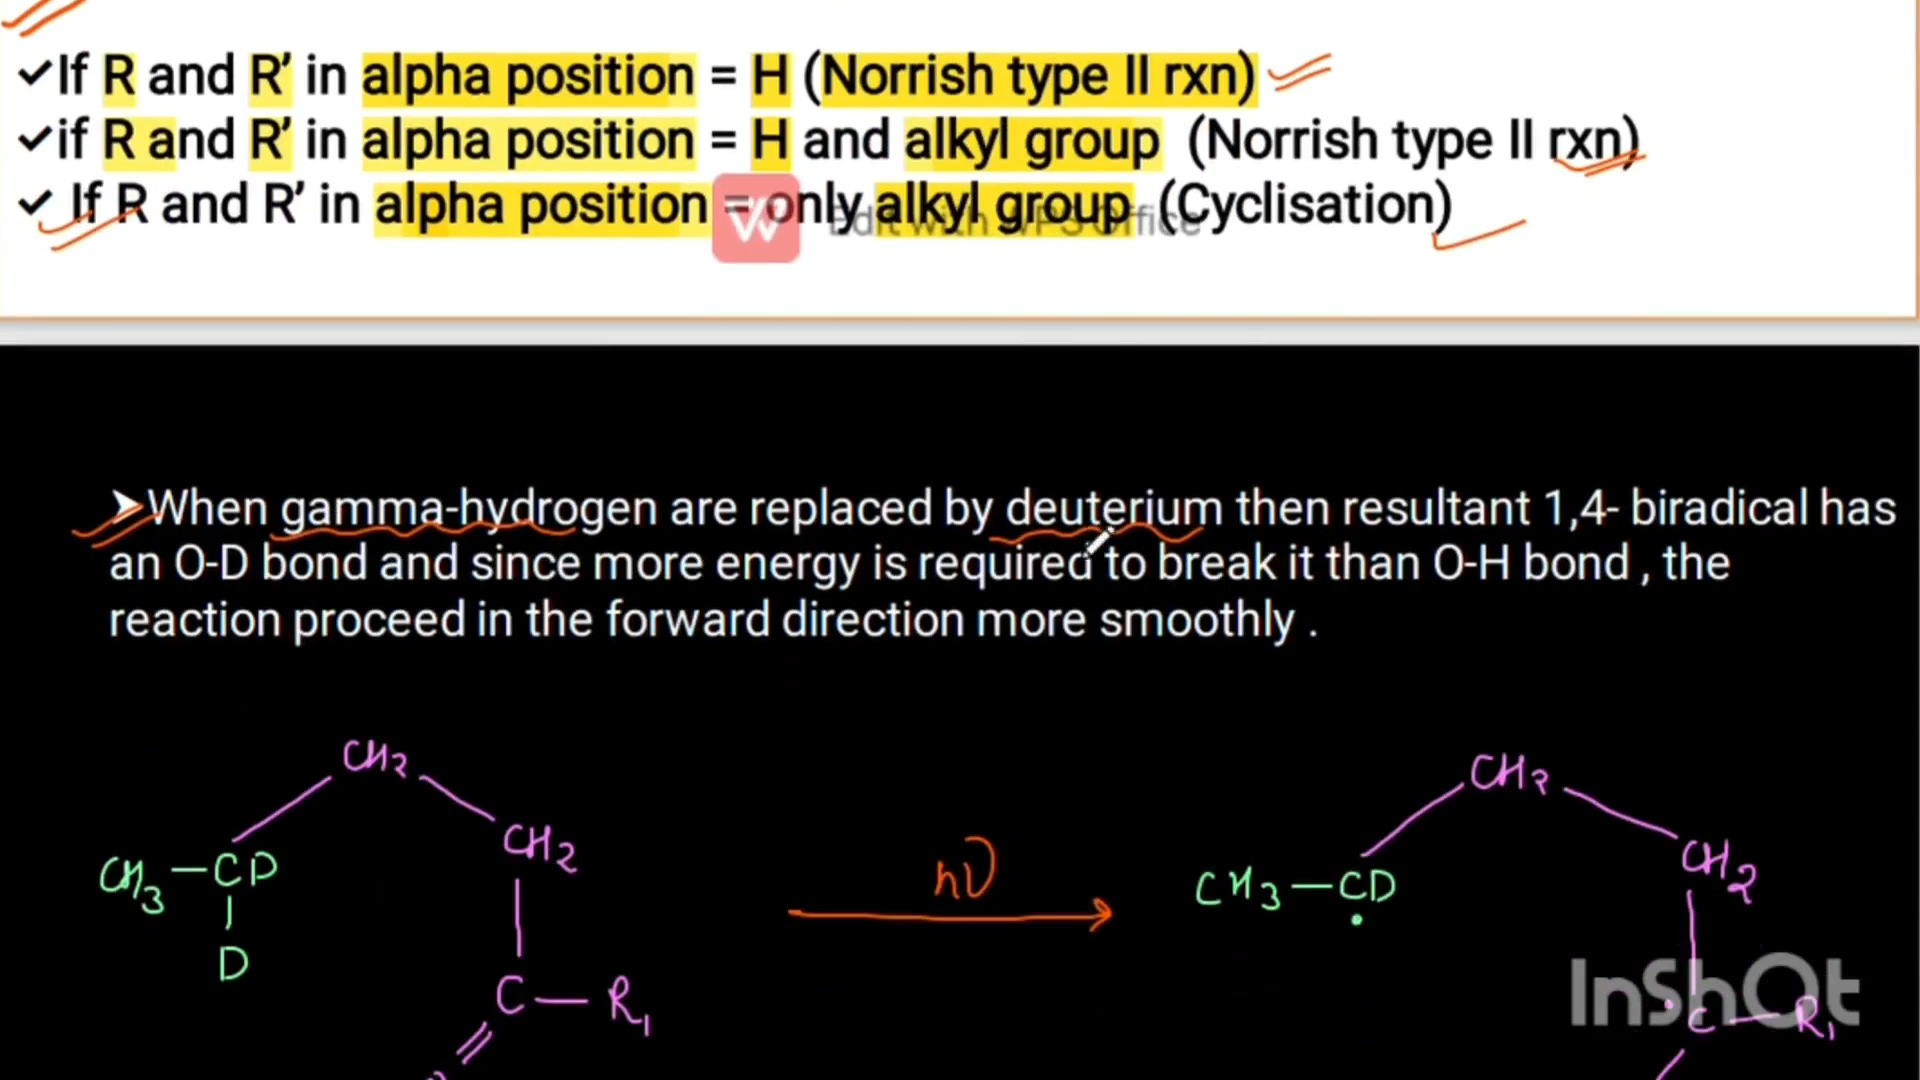 ✔If R and R’ in alpha position = H (Norrish type II rxn)
✔if R and R’ in alpha position = H and alkyl group (Norrish type II rxn)
✔ If R and R’ in alpha position = only alkyl group (Cyclisation)
W Edit with WPS Office
➤When gamma-hydrogen are replaced by deuterium then resultant 1,4- biradical has
an O-D bond and since more energy is required to break it than O-H bond , the
reaction proceed in the forward direction more smoothly .
CH2
CH2
CH2
CH2
hν
CH3—CD
D
CH3—CD
C—R1
C—R1
InShOt